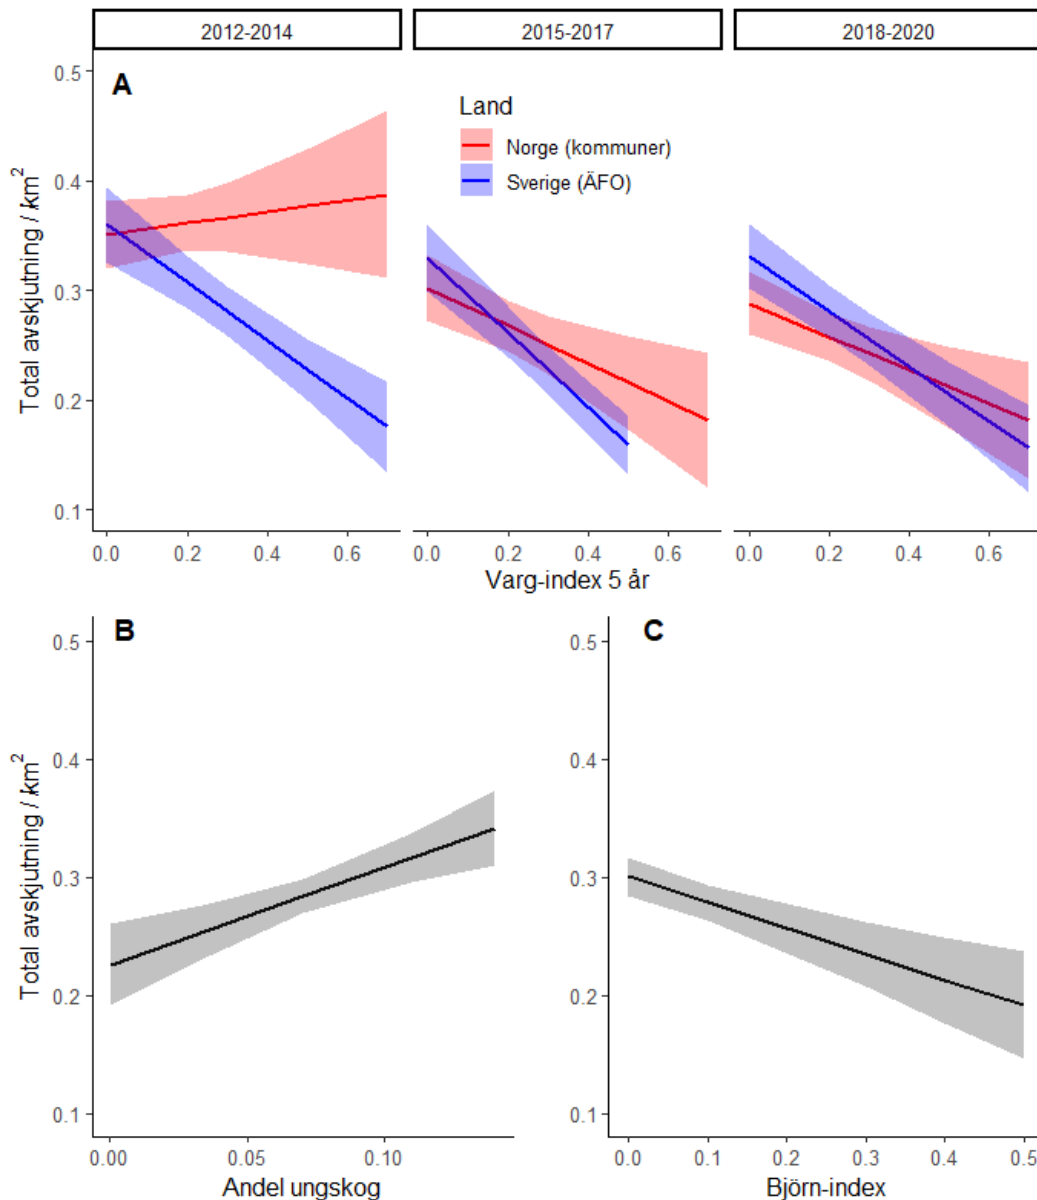 2012-2014
2015-2017
2018-2020
A
Total avskjutning / km²
0.5
0.4
0.3
0.2
0.1
Land
Norge (kommuner)
Sverige (ÄFO)
0.0 0.2 0.4 0.6
0.0 0.2 0.4 0.6
0.0 0.2 0.4 0.6
Varg-index 5 år
B
Total avskjutning / km²
0.5
0.4
0.3
0.2
0.1
0.00 0.05 0.10
Andel ungskog
C
0.5
0.4
0.3
0.2
0.1
0.0 0.1 0.2 0.3 0.4 0.5
Björn-index